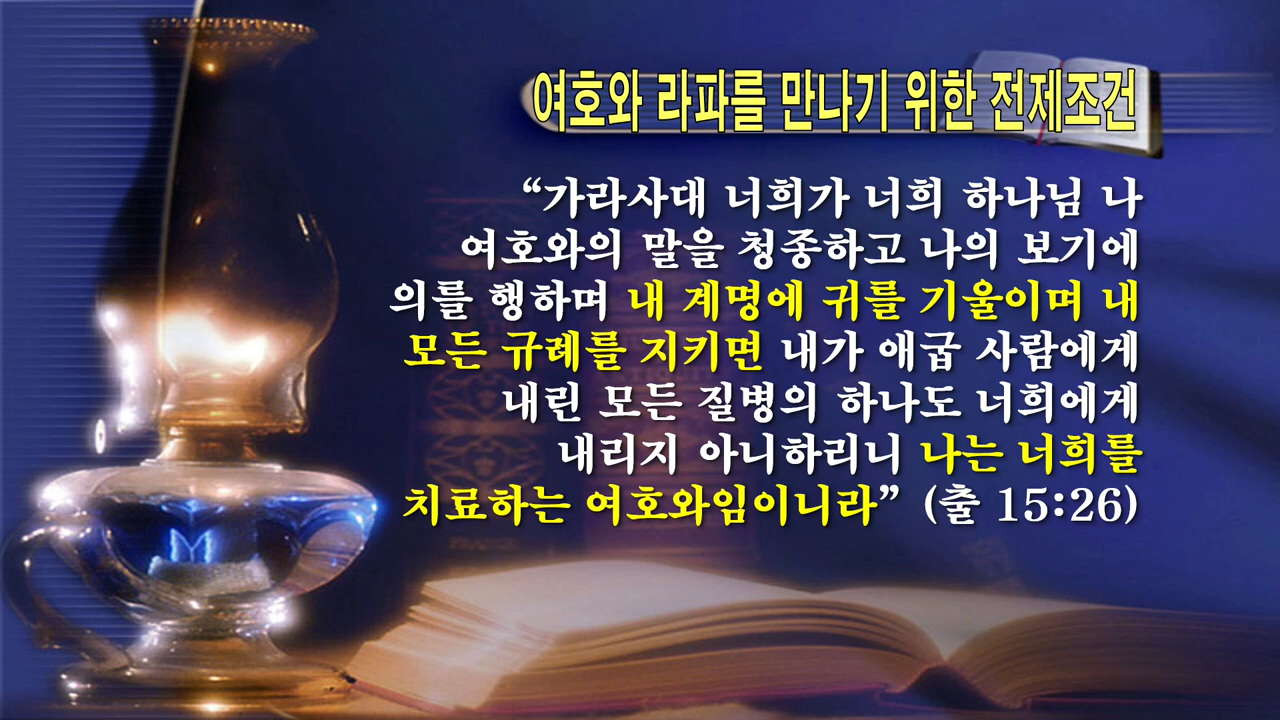 여호와 라파를 만나기 위한 전제조건
“가라사대 너희가 너희 하나님 나
여호와의 말을 청종하고 나의 보기에
의를 행하며 내 계명에 귀를 기울이며 내
모든 규례를 지키면 내가 애굽 사람에게
내린 모든 질병의 하나도 너희에게
내리지 아니하리니 나는 너희를
치료하는 여호와임이니라” (출 15:26)